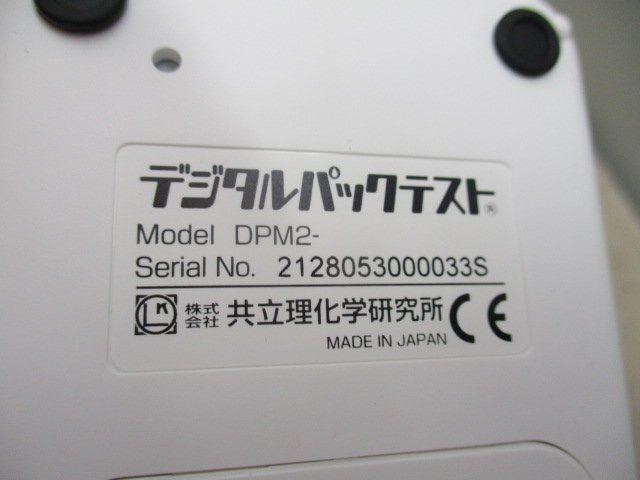 デジタルパックテスト®
Model DPM2-
Serial No. 2128053000033S
株式会社 共立理化学研究所 CE
MADE IN JAPAN